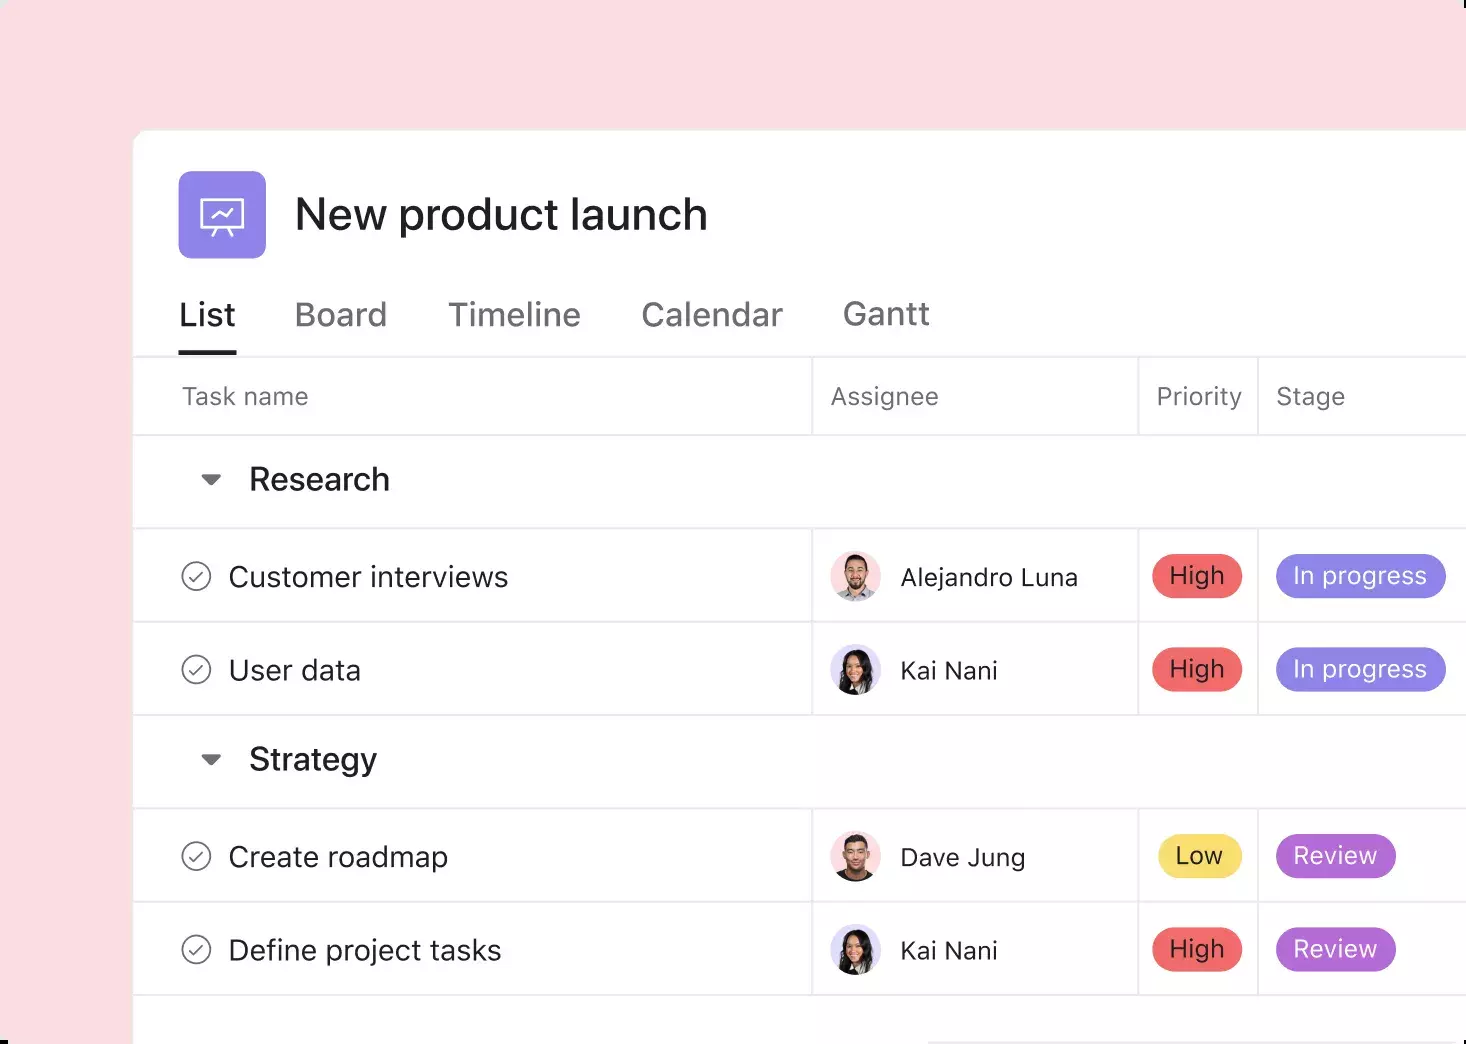 New product launch
List Board Timeline Calendar Gantt
Task name Assignee Priority Stage
Research
Customer interviews Alejandro Luna High In progress
User data Kai Nani High In progress
Strategy
Create roadmap Dave Jung Low Review
Define project tasks Kai Nani High Review